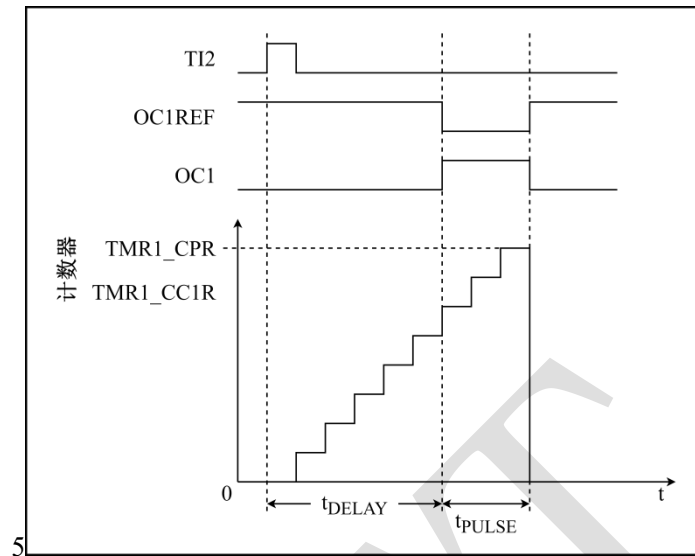 TI2
OC1REF
OC1
计数器
TMR1_CPR
TMR1_CC1R
0
t
tDELAY
tPULSE
5